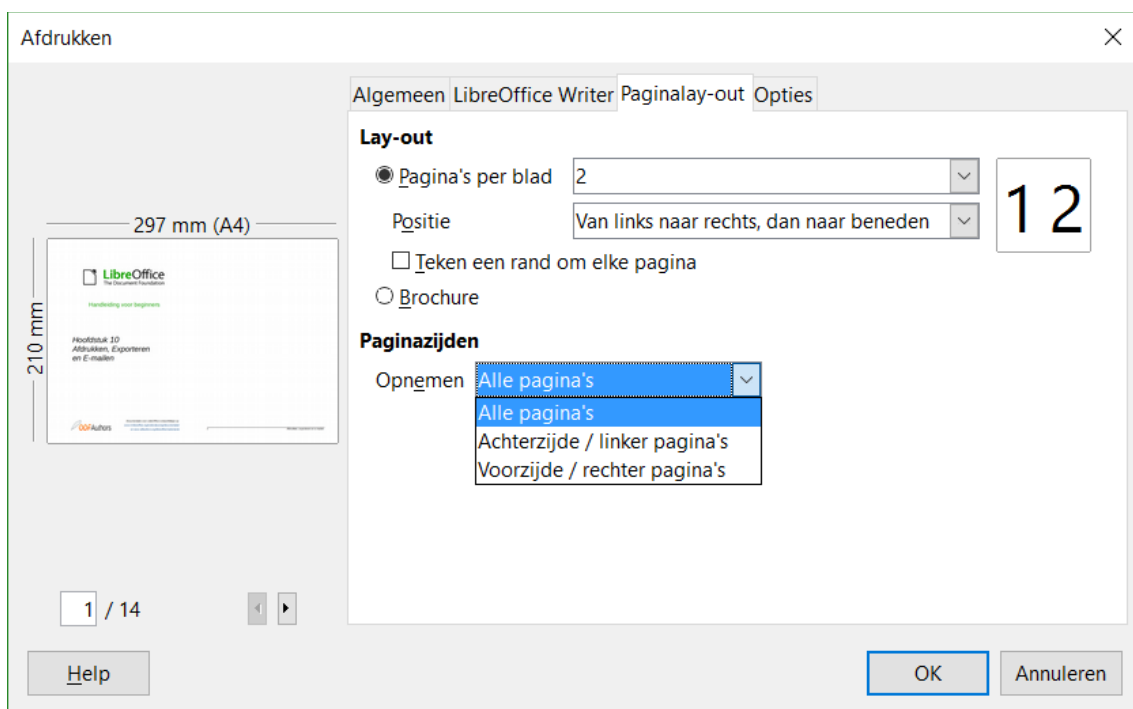 Afdrukken
Algemeen LibreOffice Writer Paginalay-out Opties
Lay-out
Pagina's per blad 2
1 2
Positie Van links naar rechts, dan naar beneden
Teken een rand om elke pagina
Brochure
Paginazijden
Opnemen Alle pagina's
Alle pagina's
Achterzijde / linker pagina's
Voorzijde / rechter pagina's
297 mm (A4)
210 mm
LibreOffice
The Document Foundation
Handleiding voor beginners
Hoofdstuk 10
Afdrukken, Exporteren
en E-mailen
ODFAuthors
1 / 14
Help OK Annuleren